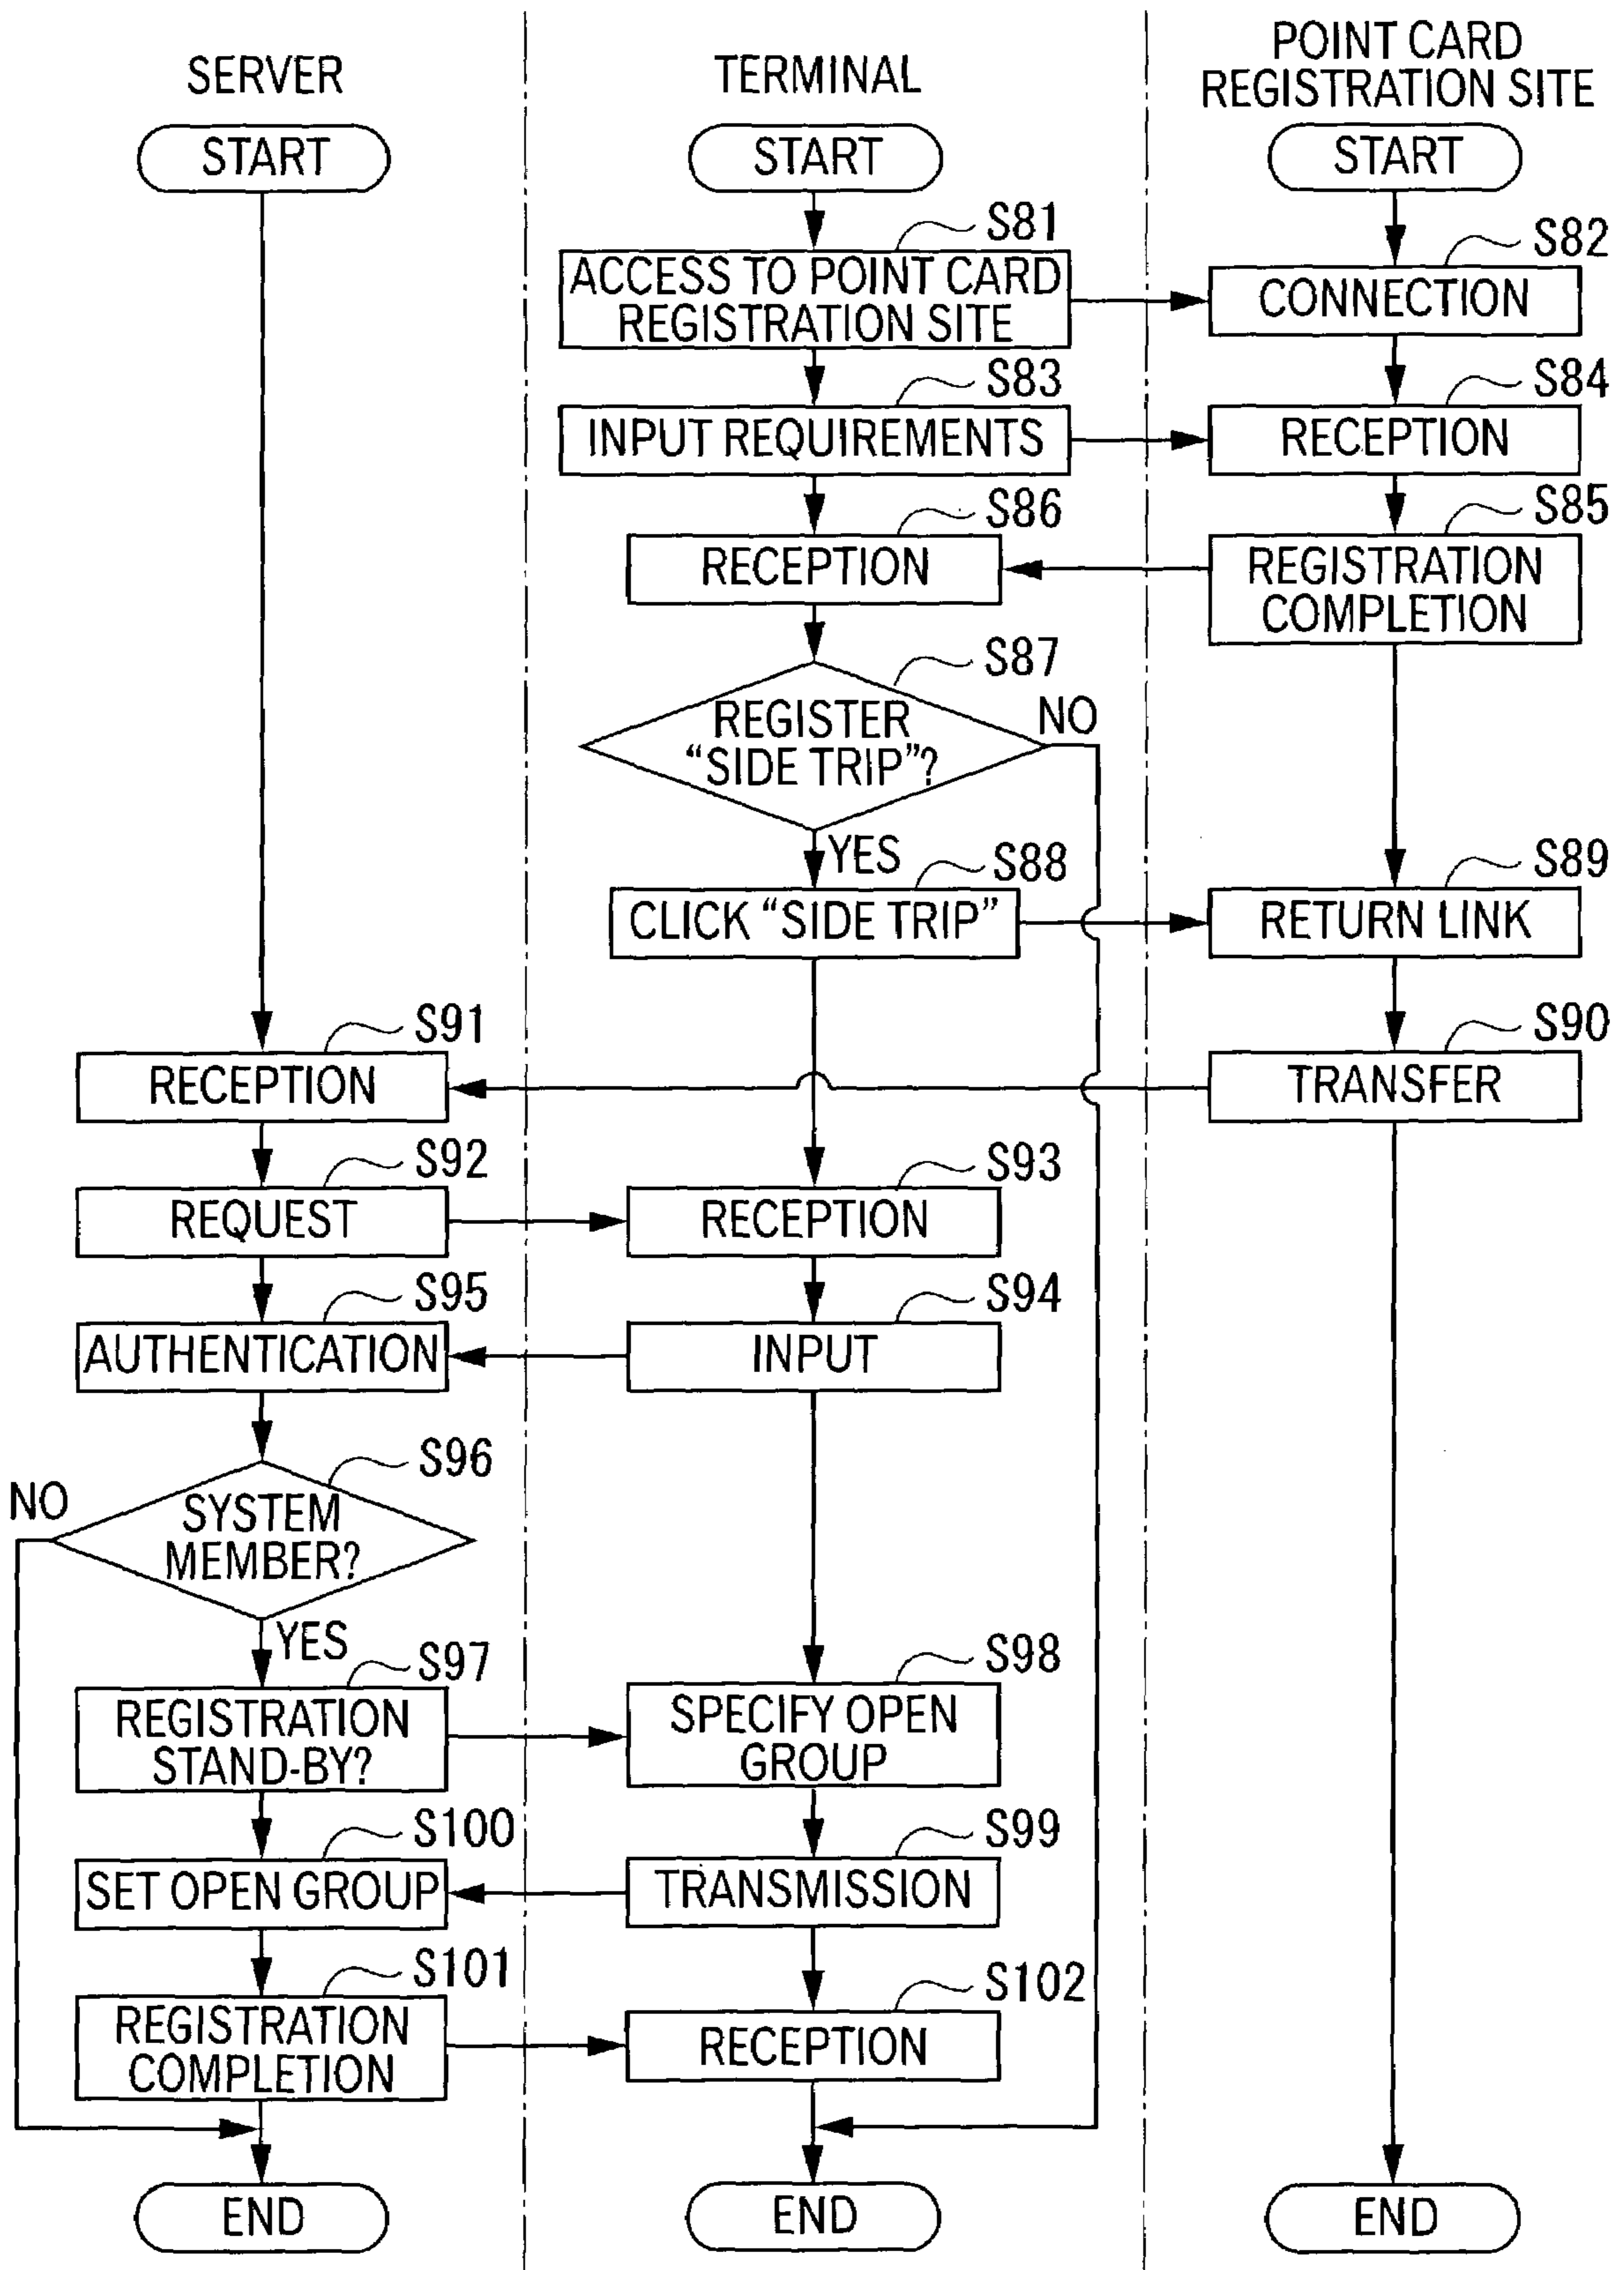 SERVER
TERMINAL
POINT CARD
REGISTRATION SITE
START
START
START
S81
ACCESS TO POINT CARD
REGISTRATION SITE
S82
CONNECTION
S83
INPUT REQUIREMENTS
S84
RECEPTION
S86
RECEPTION
S85
REGISTRATION
COMPLETION
S87
REGISTER
“SIDE TRIP”?
NO
YES
S88
CLICK “SIDE TRIP”
S89
RETURN LINK
S91
RECEPTION
S90
TRANSFER
S92
REQUEST
S93
RECEPTION
S95
AUTHENTICATION
S94
INPUT
S96
NO
SYSTEM
MEMBER?
YES
S97
REGISTRATION
STAND-BY?
S98
SPECIFY OPEN
GROUP
S100
SET OPEN GROUP
S99
TRANSMISSION
S101
REGISTRATION
COMPLETION
S102
RECEPTION
END
END
END